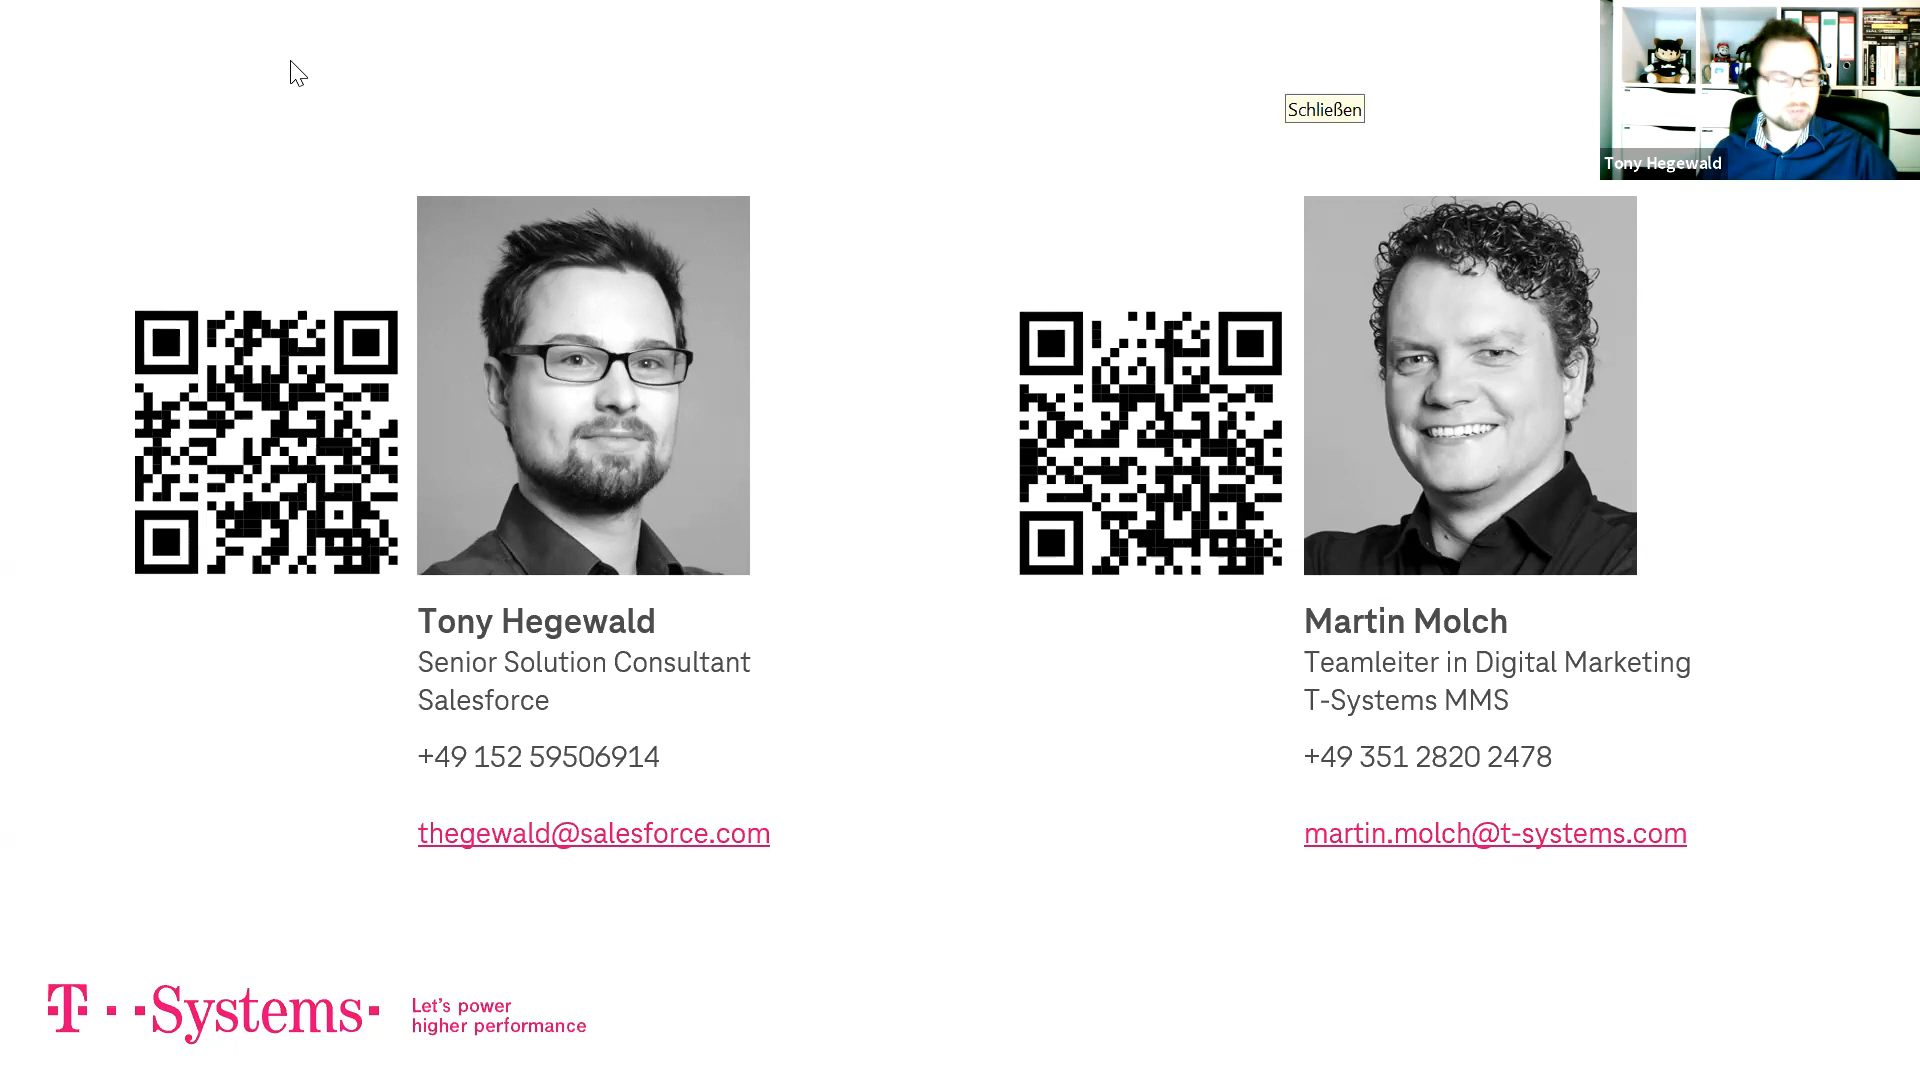 Schließen
Tony Hegewald
Tony Hegewald
Senior Solution Consultant
Salesforce
+49 152 59506914
thegewald@salesforce.com
Martin Molch
Teamleiter in Digital Marketing
T-Systems MMS
+49 351 2820 2478
martin.molch@t-systems.com
T · · Systems ·
Let's power
higher performance